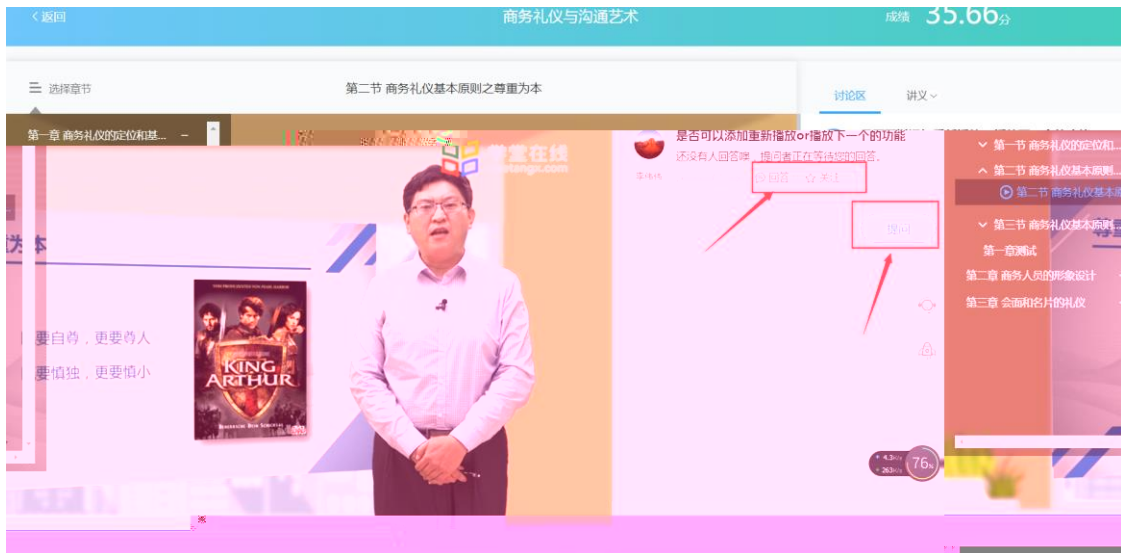 < 返回
商务礼仪与沟通艺术
成绩 35.66分
选择章节
第二节 商务礼仪基本原则之尊重为本
讨论区
讲义
第一章 商务礼仪的定位和基...
学堂在线
xuetangx.com
是否可以添加重新播放or播放下一个的功能
还没有人回答噢，提问者正在等待您的回答。
回答
关注
提问
第一节 商务礼仪的定位和...
第二节 商务礼仪基本原则...
第二节 商务礼仪基本原
第三节 商务礼仪基本原则...
第一章测试
第二章 商务人员的形象设计
第三章 会面和名片的礼仪
为本
要自尊，更要尊人
要慎独，更要慎小
KING
ARTHUR
76%